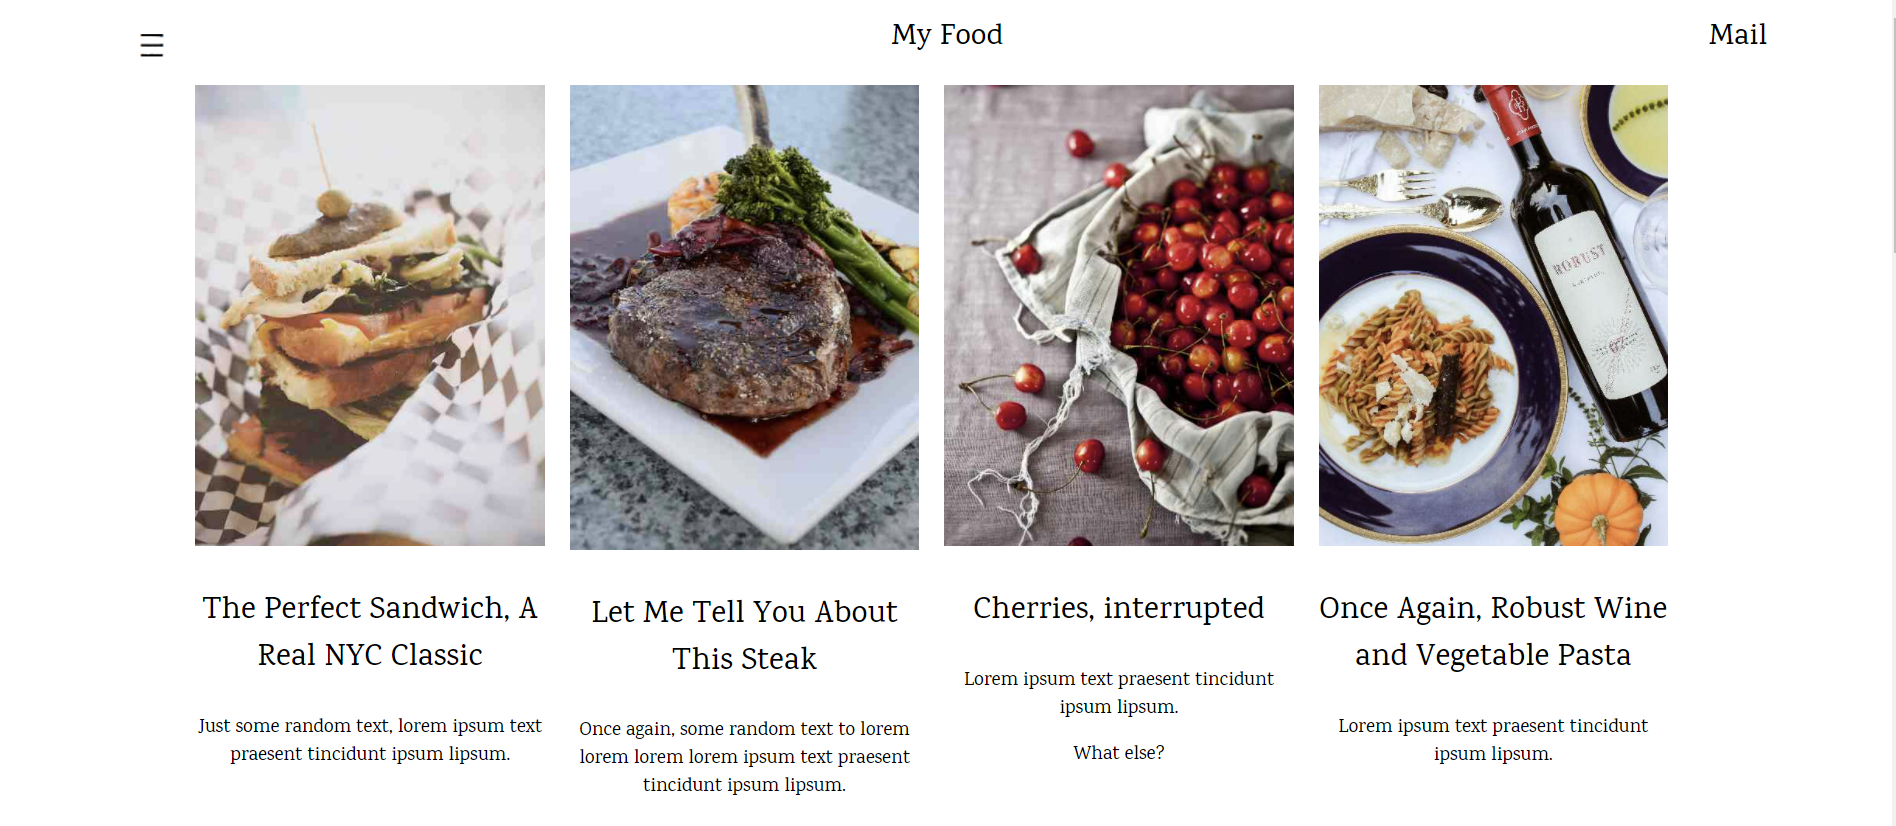 My Food
Mail
ROBUST
The Perfect Sandwich, A
Real NYC Classic
Just some random text, lorem ipsum text
praesent tincidunt ipsum lipsum.
Let Me Tell You About
This Steak
Once again, some random text to lorem
lorem lorem lorem ipsum text praesent
tincidunt ipsum lipsum.
Cherries, interrupted
Lorem ipsum text praesent tincidunt
ipsum lipsum.
What else?
Once Again, Robust Wine
and Vegetable Pasta
Lorem ipsum text praesent tincidunt
ipsum lipsum.